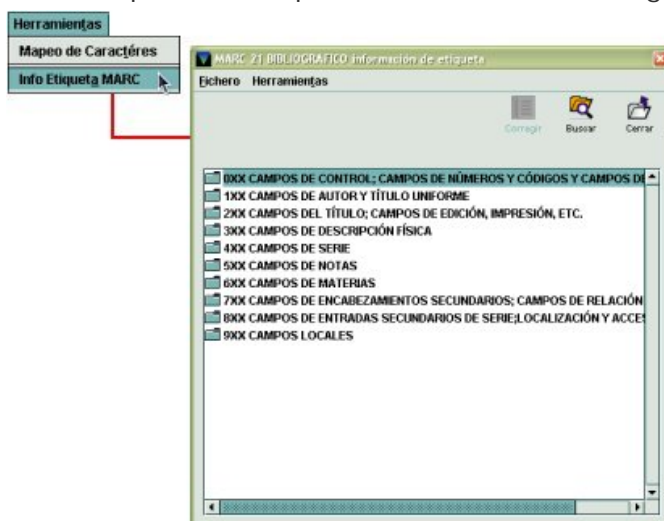 Herramientas
Mapeo de Caractéres
Info Etiqueta MARC
MARC 21 BIBLIOGRAFICO información de etiqueta
Fichero Herramientas
Corregir Buscar Cerrar
0XX CAMPOS DE CONTROL; CAMPOS DE NÚMEROS Y CÓDIGOS Y CAMPOS DE
1XX CAMPOS DE AUTOR Y TÍTULO UNIFORME
2XX CAMPOS DEL TÍTULO; CAMPOS DE EDICIÓN, IMPRESIÓN, ETC.
3XX CAMPOS DE DESCRIPCIÓN FÍSICA
4XX CAMPOS DE SERIE
5XX CAMPOS DE NOTAS
6XX CAMPOS DE MATERIAS
7XX CAMPOS DE ENCABEZAMIENTOS SECUNDARIOS; CAMPOS DE RELACIÓN
8XX CAMPOS DE ENTRADAS SECUNDARIOS DE SERIE;LOCALIZACIÓN Y ACCE
9XX CAMPOS LOCALES